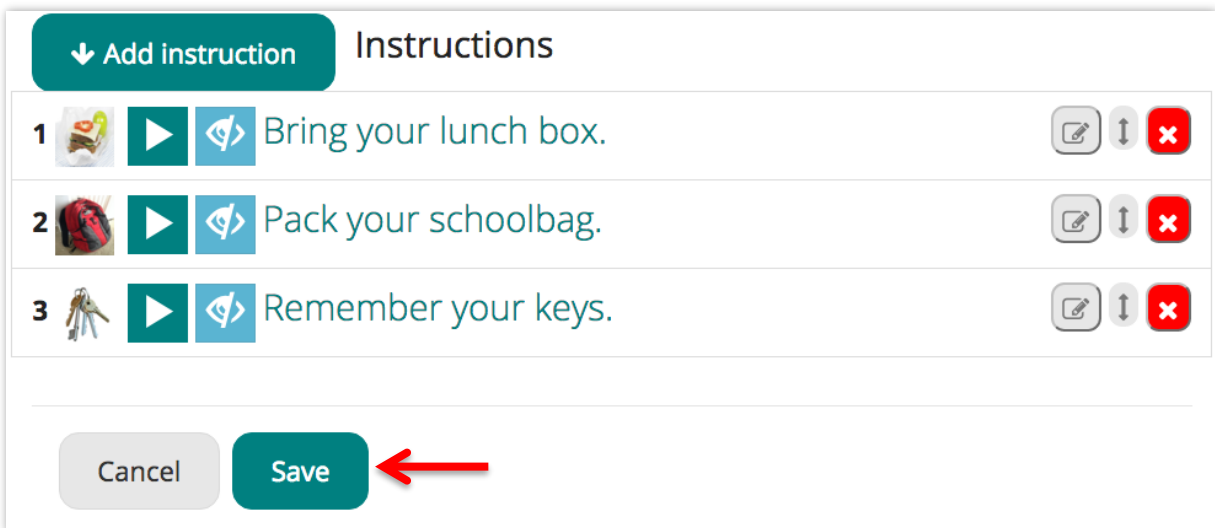 Add instruction Instructions
1 Bring your lunch box.
2 Pack your schoolbag.
3 Remember your keys.
Cancel Save